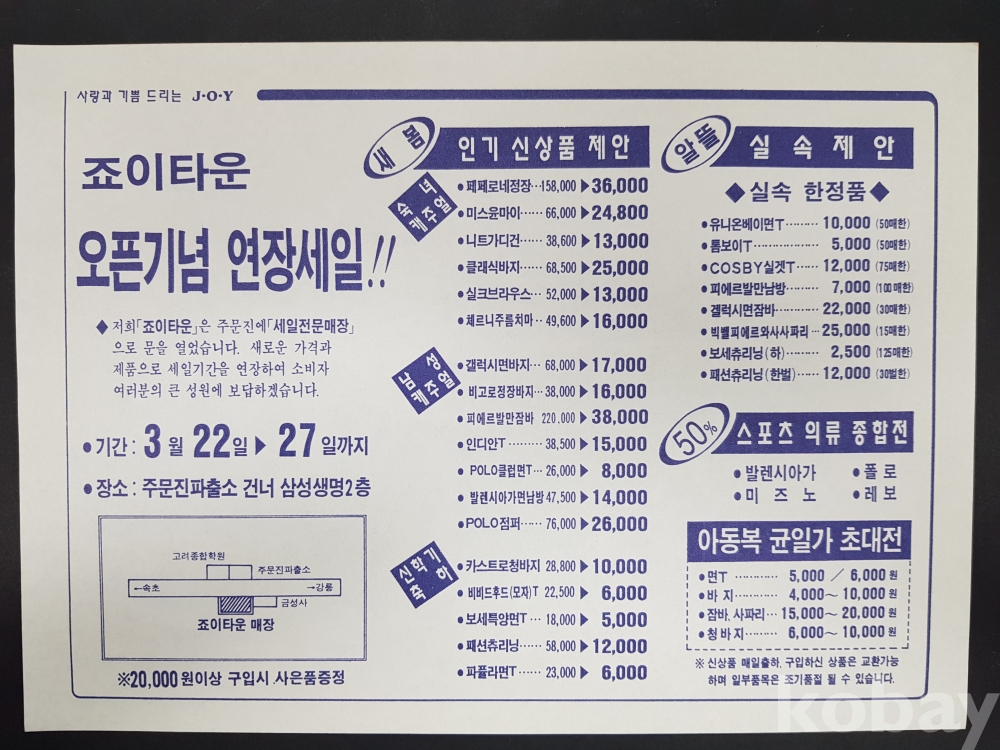 사랑과 기쁨 드리는 J·O·Y
죠이타운
오픈기념 연장세일!!
◆ 저희「죠이타운」은 주문진에「세일전문매장」
으로 문을 열었습니다. 새로운 가격과
제품으로 세일기간을 연장하여 소비자
여러분의 큰 성원에 보답하겠습니다.
●기간 : 3월 22일 ▶ 27일까지
●장소 : 주문진파출소 건너 삼성생명2층
고려종합학원
주문진파출소
←속초
→강릉
금성사
죠이타운 매장
※20,000원이상 구입시 사은품증정
새봄
인기 신상품 제안
숙녀
캐주얼
●페페로네정장···158,000 ▶36,000
●미스윤마이······ 66,000 ▶24,800
●니트가디건······ 38,600 ▶13,000
●클래식바지······ 68,500 ▶25,000
●실크브라우스··· 52,000 ▶13,000
●체르니주름치마·· 49,600 ▶16,000
남성
캐주얼
●갤럭시면바지··· 68,000 ▶17,000
●비고로정장바지··· 38,000 ▶16,000
●피에르발만잠바 220,000 ▶38,000
●인디안T········· 38,500 ▶15,000
●POLO클럽면T··· 26,000 ▶ 8,000
●발렌시아가면남방 47,500 ▶14,000
●POLO점퍼······ 76,000 ▶26,000
신학기
축하
●카스트로청바지 28,800 ▶10,000
●비비드후드(모자)T 22,500 ▶ 6,000
●보세특양면T··· 18,000 ▶ 5,000
●패션츄리닝······ 58,000 ▶12,000
●파퓰라면T······ 23,000 ▶ 6,000
알뜰
실속제안
◆실속 한정품◆
●유니온베이면T······ 10,000 (50매한)
●톰보이T············ 5,000 (50매한)
●COSBY실겟T······ 12,000 (75매한)
●피에르발만남방······ 7,000 (100매한)
●갤럭시면잠바······ 22,000 (30매한)
●빅벨피에르와사사파리··· 25,000 (15매한)
●보세츄리닝(하)······ 2,500 (125매한)
●패션츄리닝(한벌)······ 12,000 (30벌한)
50%
스포츠 의류 종합전
●발렌시아가 ●폴로
●미즈노 ●레보
아동복 균일가 초대전
●면T ············ 5,000 / 6,000원
●바지············ 4,000~ 10,000원
●잠바, 사파리··· 15,000~ 20,000원
●청바지········· 6,000~ 10,000원
※신상품 매일출하, 구입하신 상품은 교환가능
하며 일부품목은 조기품절 될 수 있습니다.
kobay